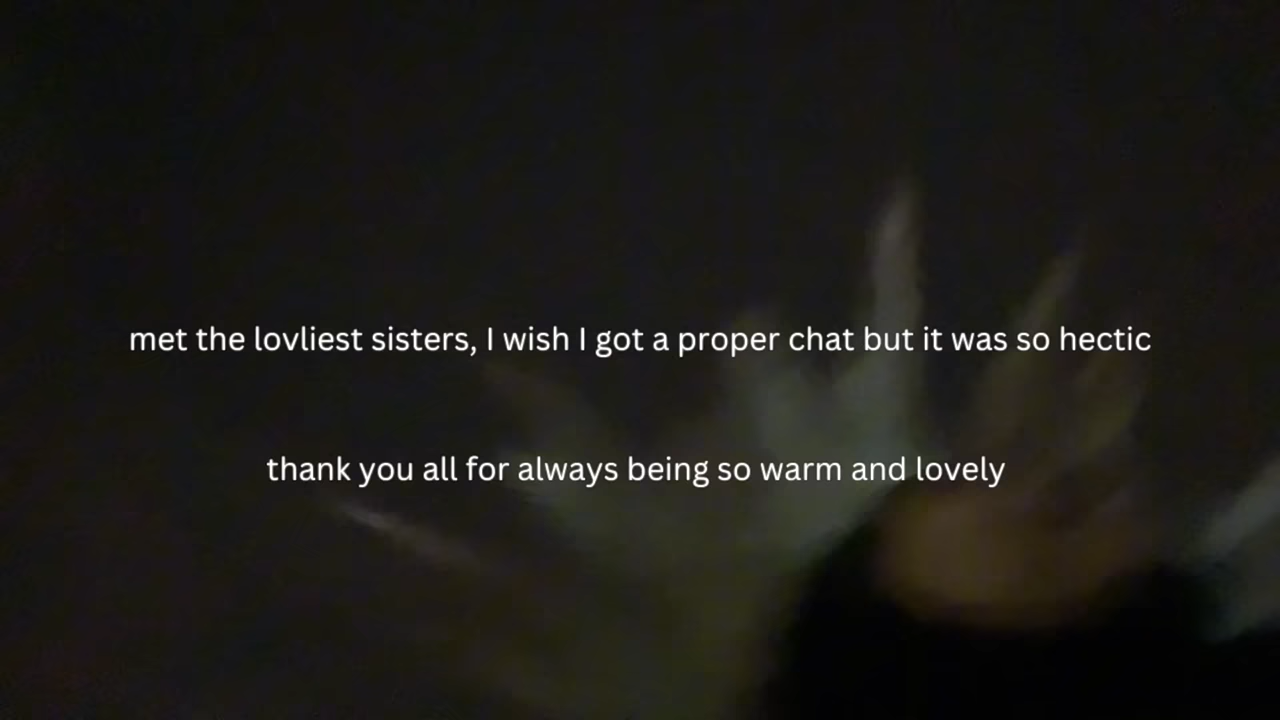 met the lovliest sisters, I wish I got a proper chat but it was so hectic
thank you all for always being so warm and lovely